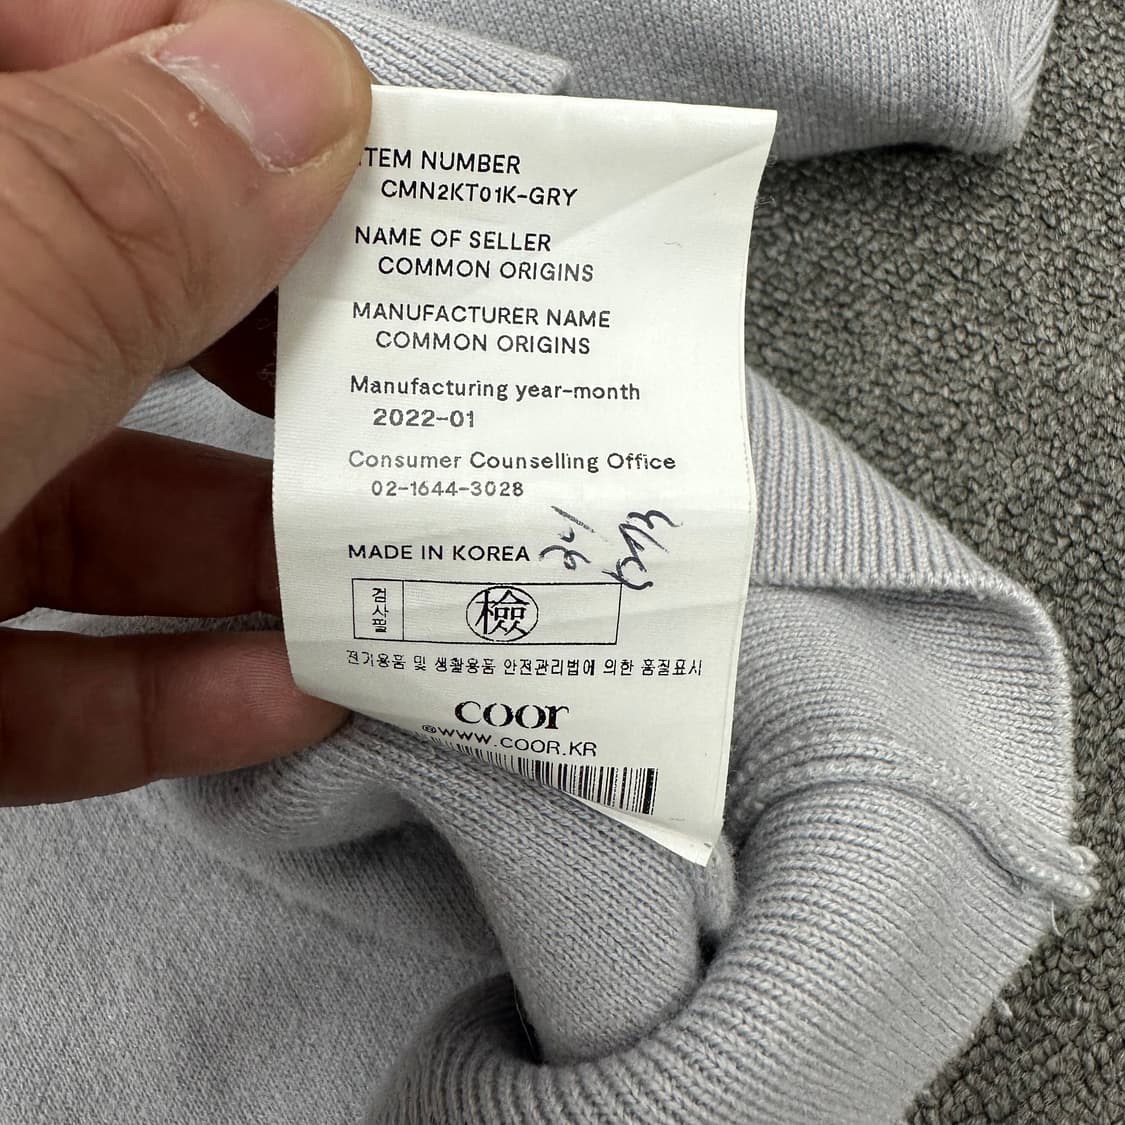 ITEM NUMBER
CMN2KT01K-GRY
NAME OF SELLER
COMMON ORIGINS
MANUFACTURER NAME
COMMON ORIGINS
Manufacturing year-month
2022-01
Consumer Counselling Office
02-1644-3028
MADE IN KOREA
검사필
檢
전기용품 및 생활용품 안전관리법에 의한 품질표시
coor
@WWW.COOR.KR